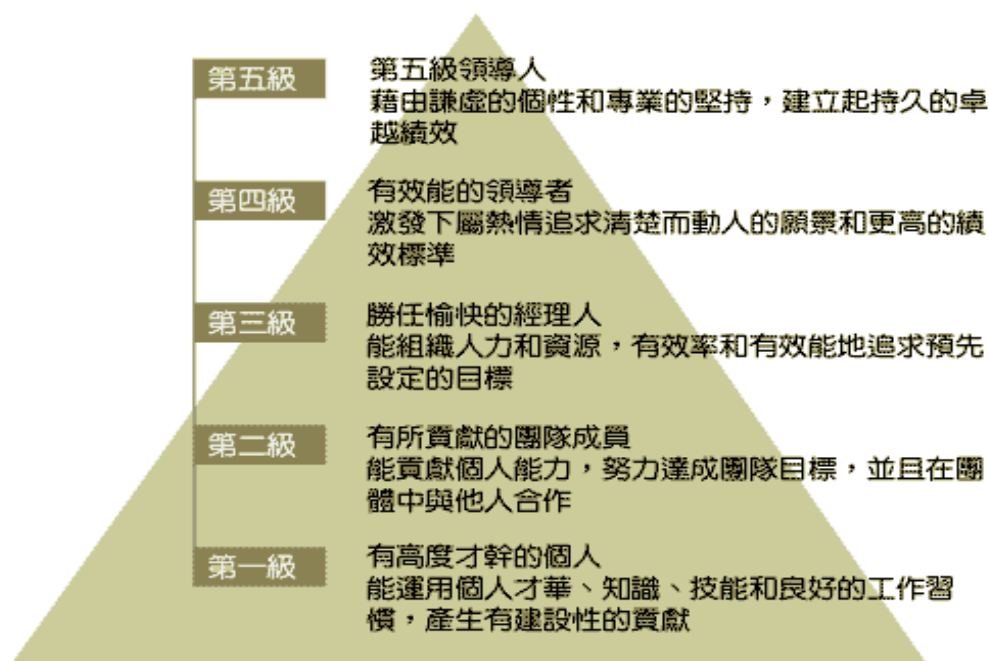 第五級
第五級領導人
藉由謙虛的個性和專業的堅持，建立起持久的卓
越績效
第四級
有效能的領導者
激發下屬熱情追求清楚而動人的願景和更高的績
效標準
第三級
勝任愉快的經理人
能組織人力和資源，有效率和有效能地追求預先
設定的目標
第二級
有所貢獻的團隊成員
能貢獻個人能力，努力達成團隊目標，並且在團
體中與他人合作
第一級
有高度才幹的個人
能運用個人才華、知識、技能和良好的工作習
慣，產生有建設性的貢獻